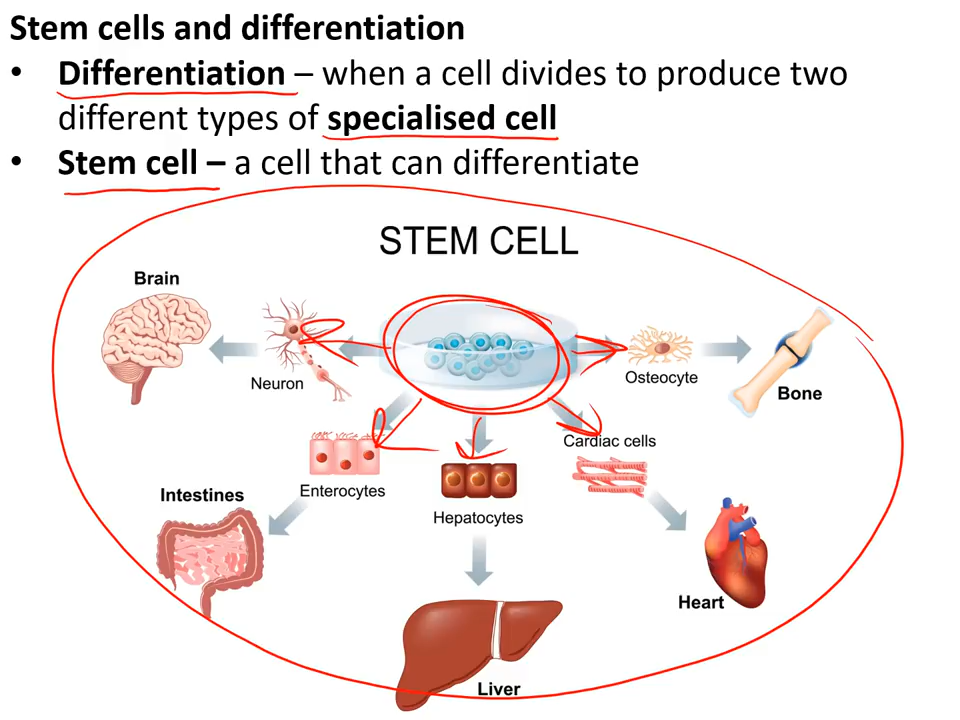 Stem cells and differentiation
• Differentiation – when a cell divides to produce two
different types of specialised cell
• Stem cell – a cell that can differentiate
STEM CELL
Brain
Neuron
Osteocyte
Bone
Enterocytes
Cardiac cells
Intestines
Hepatocytes
Heart
Liver